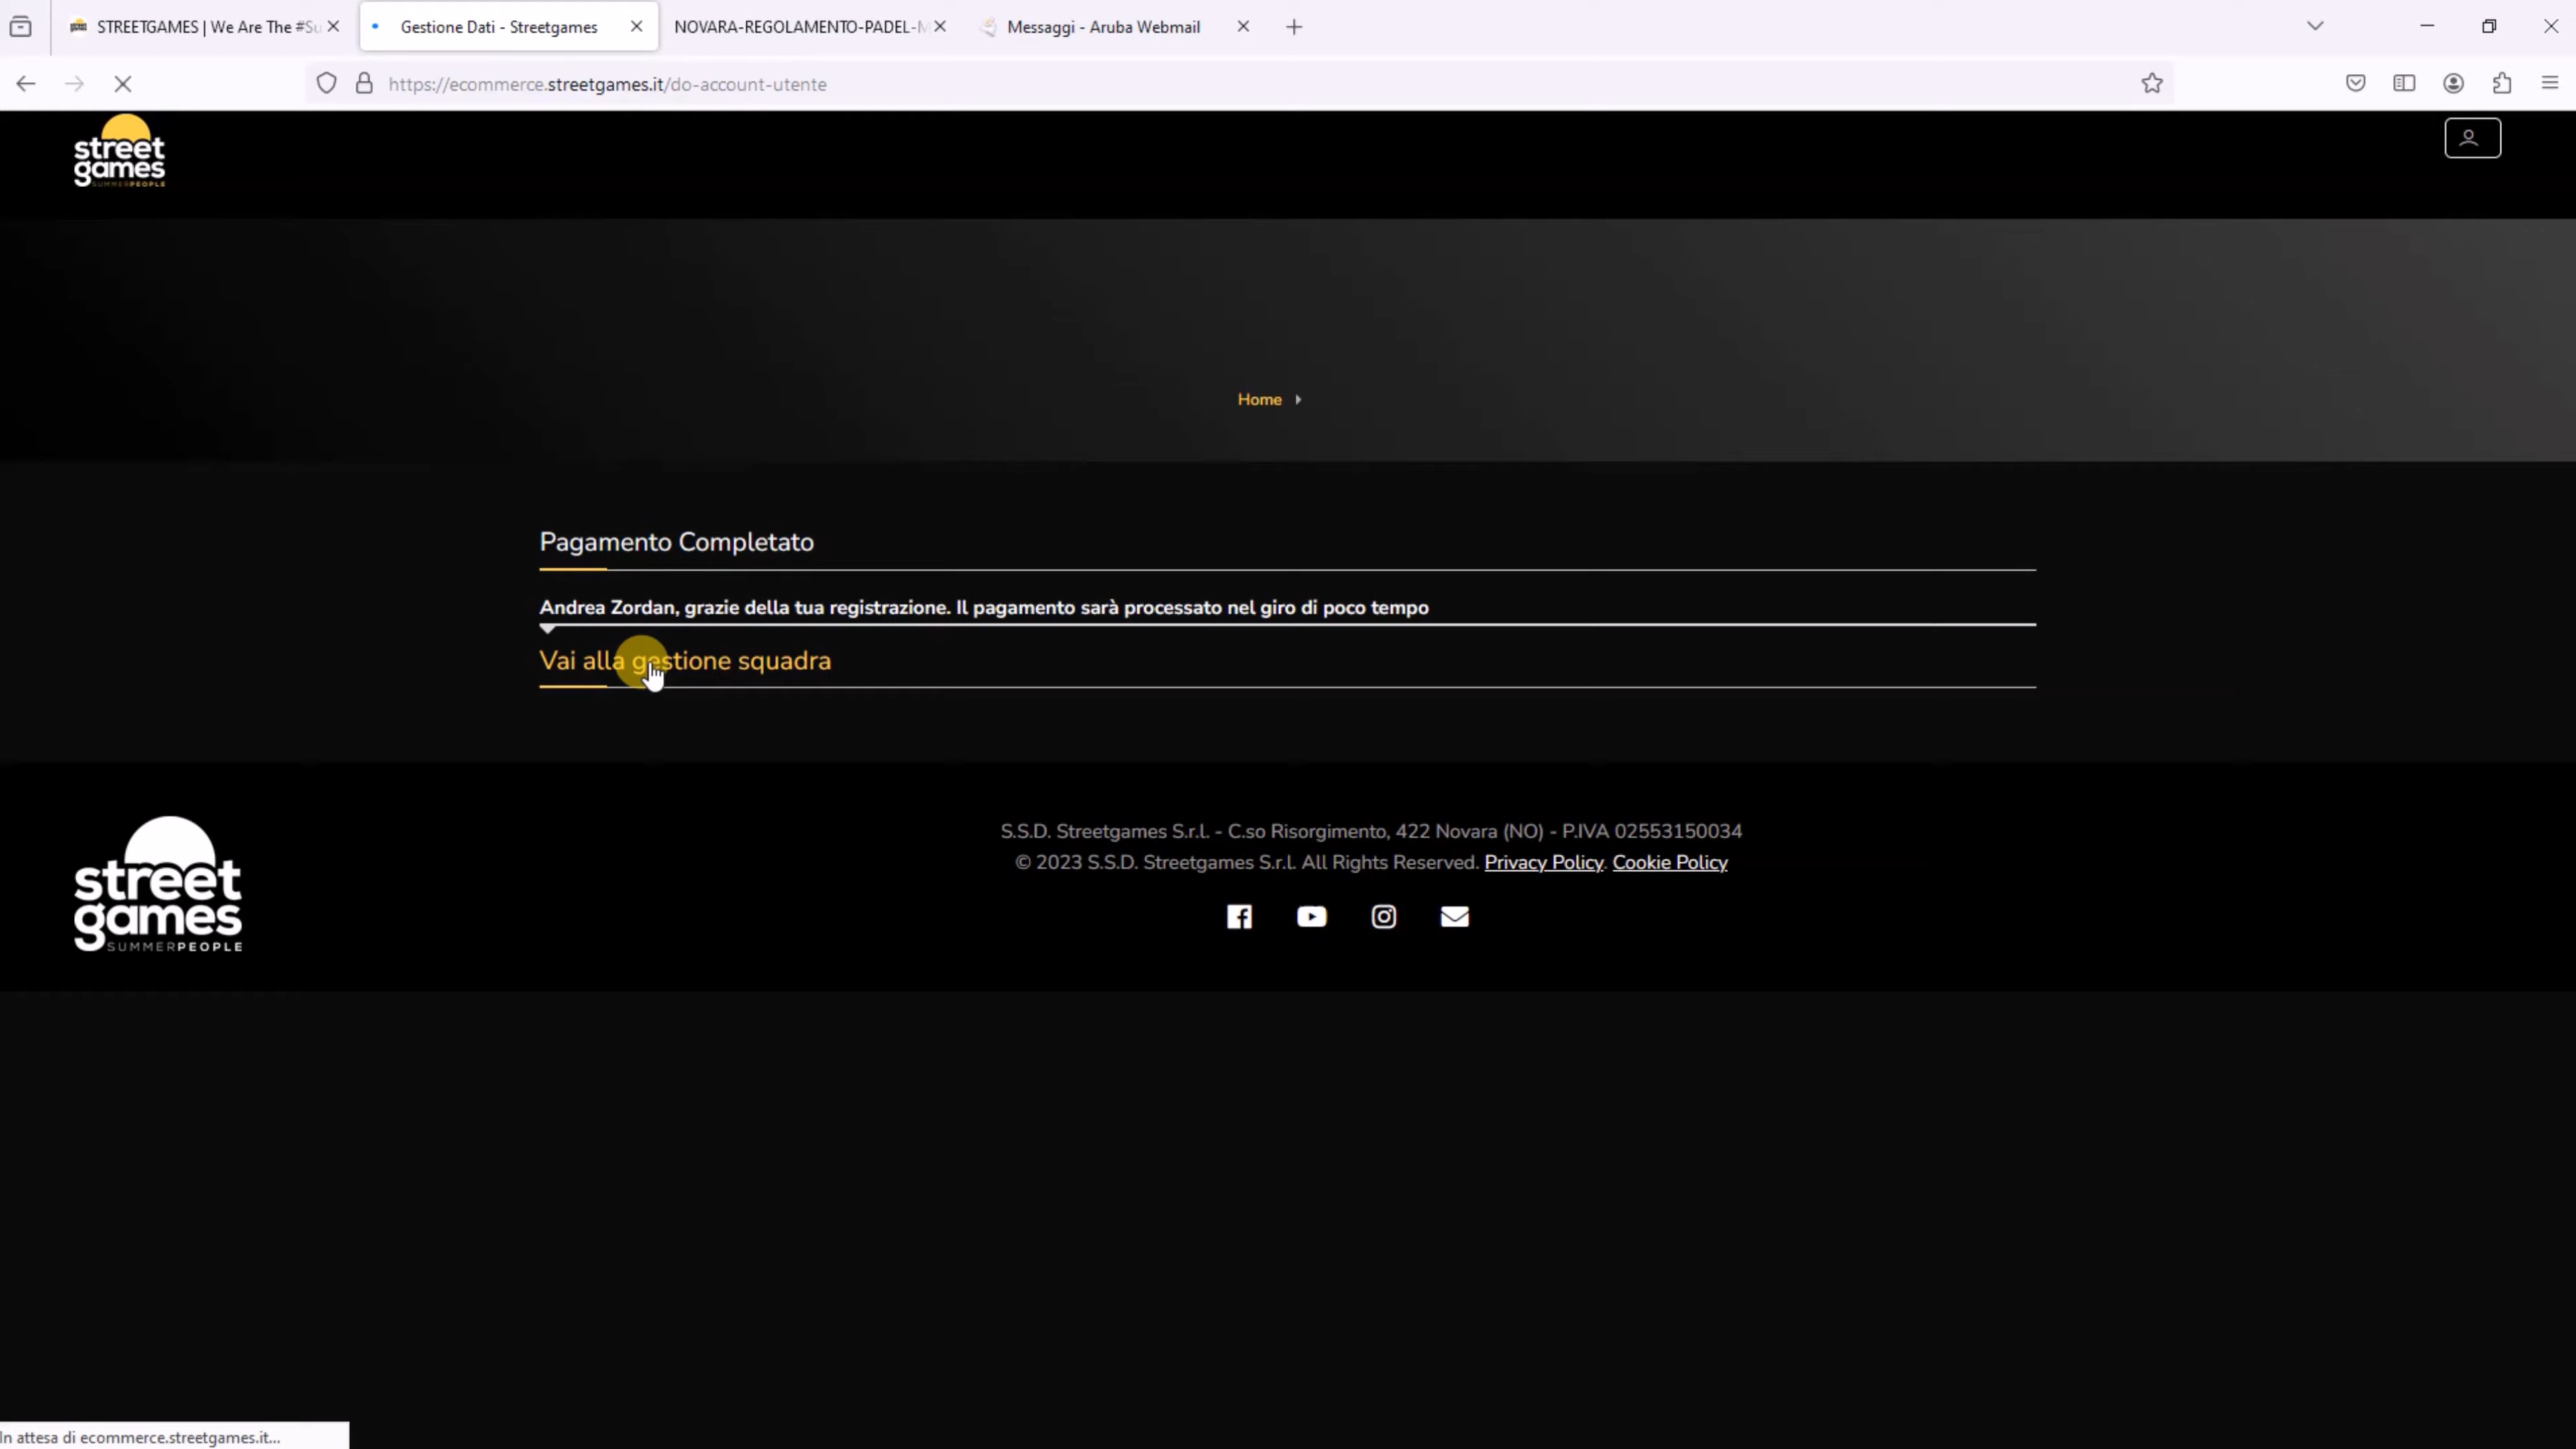 STREETGAMES | We Are The #Su
Gestione Dati - Streetgames
NOVARA-REGOLAMENTO-PADEL-M
Messaggi - Aruba Webmail
https://ecommerce.streetgames.it/do-account-utente
street
games
SUMMERPEOPLE
Home
Pagamento Completato
Andrea Zordan, grazie della tua registrazione. Il pagamento sarà processato nel giro di poco tempo
Vai alla gestione squadra
street
games
SUMMERPEOPLE
S.S.D. Streetgames S.r.l. - C.so Risorgimento, 422 Novara (NO) - P.IVA 02553150034
© 2023 S.S.D. Streetgames S.r.l. All Rights Reserved. Privacy Policy. Cookie Policy
In attesa di ecommerce.streetgames.it...